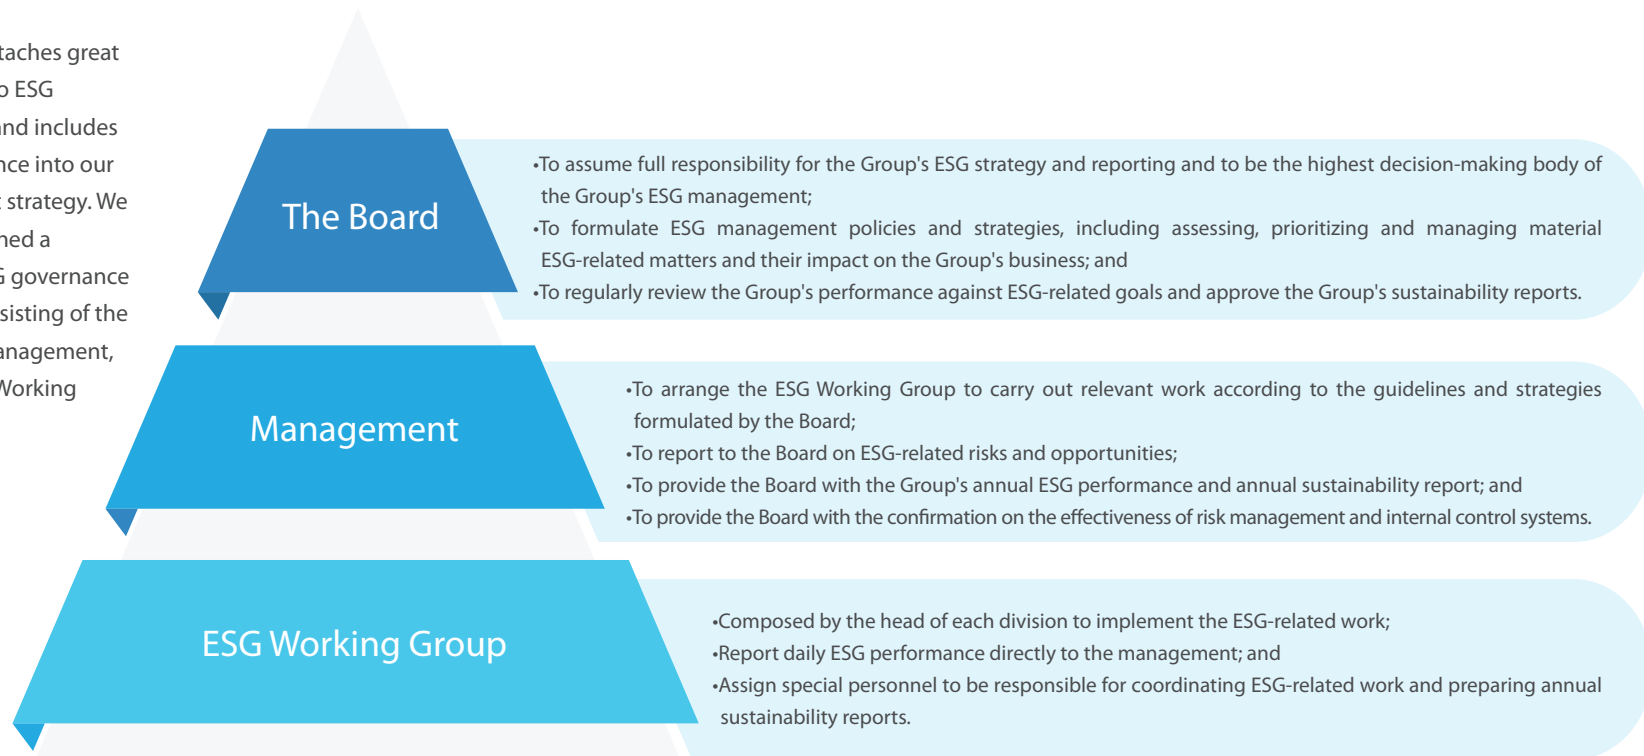 taches great
o ESG
and includes
nce into our
t strategy. We
ned a
G governance
sisting of the
anagement,
Working
The Board
•To assume full responsibility for the Group's ESG strategy and reporting and to be the highest decision-making body of
the Group's ESG management;
•To formulate ESG management policies and strategies, including assessing, prioritizing and managing material
ESG-related matters and their impact on the Group's business; and
•To regularly review the Group's performance against ESG-related goals and approve the Group's sustainability reports.
Management
•To arrange the ESG Working Group to carry out relevant work according to the guidelines and strategies
formulated by the Board;
•To report to the Board on ESG-related risks and opportunities;
•To provide the Board with the Group's annual ESG performance and annual sustainability report; and
•To provide the Board with the confirmation on the effectiveness of risk management and internal control systems.
ESG Working Group
•Composed by the head of each division to implement the ESG-related work;
•Report daily ESG performance directly to the management; and
•Assign special personnel to be responsible for coordinating ESG-related work and preparing annual
sustainability reports.